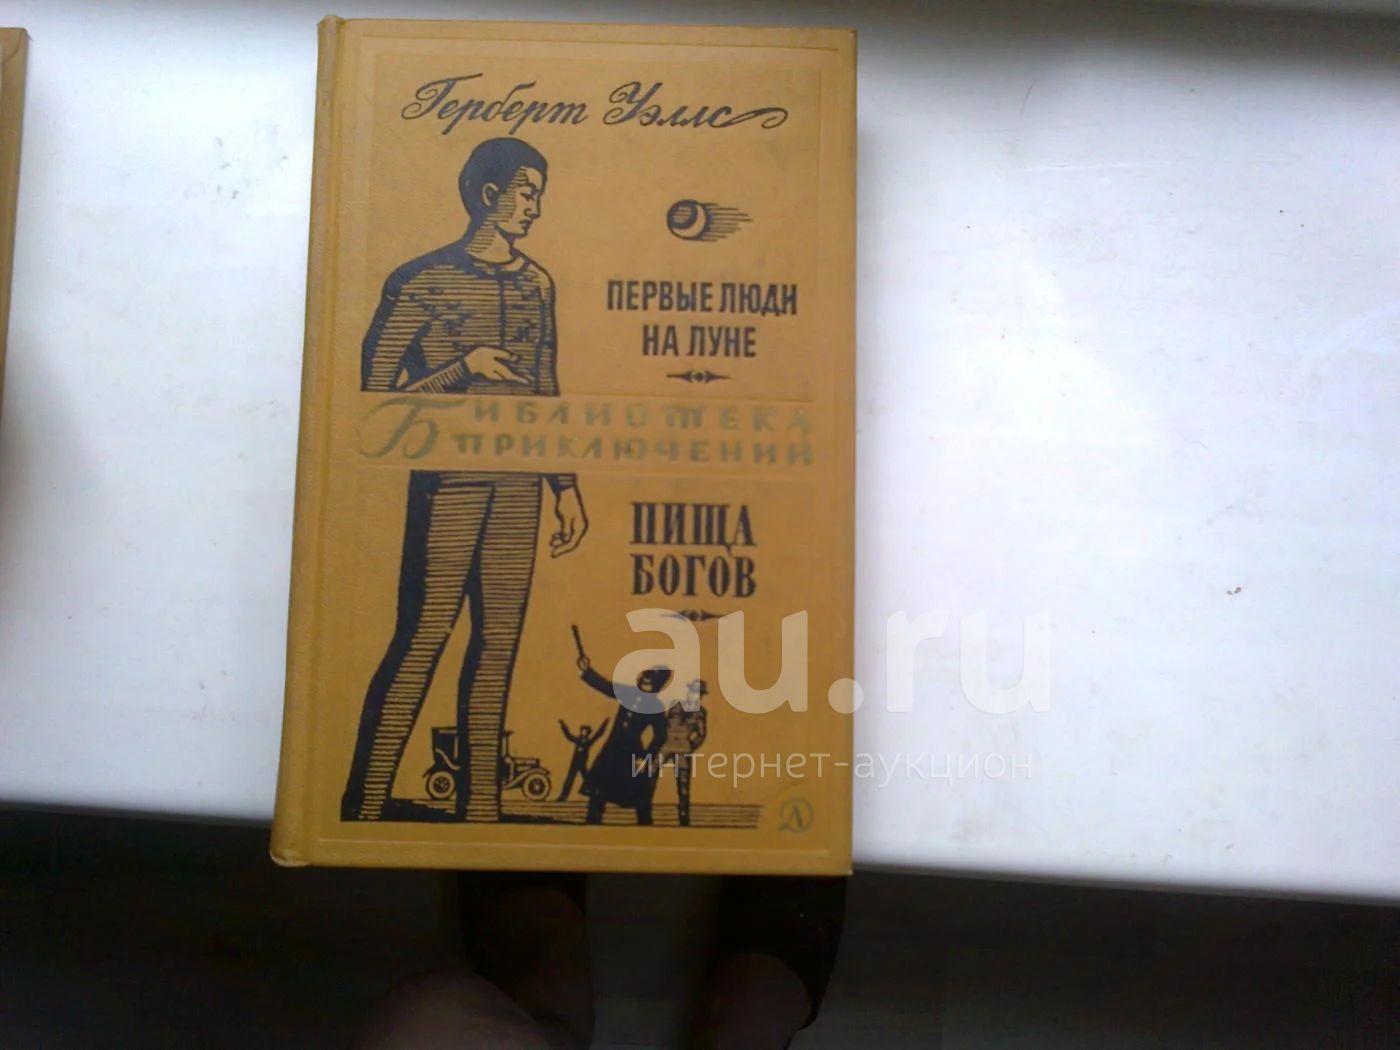 Герберт Уэллс
ПЕРВЫЕ ЛЮДИ
НА ЛУНЕ
БИБЛИОТЕКА
ПРИКЛЮЧЕНИЙ
ПИЩА
БОГОВ
au.ru
интернет-аукцион